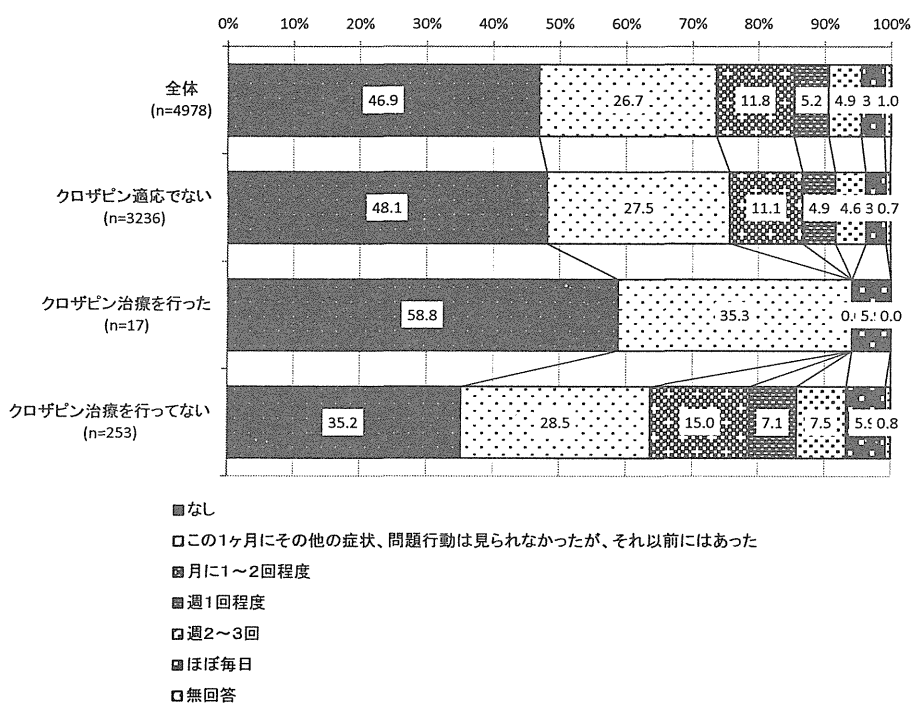 0% 10% 20% 30% 40% 50% 60% 70% 80% 90% 100%
全体
(n=4978)
46.9 26.7 11.8 5.2 4.9 3 1.0
クロザピン適応でない
(n=3236)
48.1 27.5 11.1 4.9 4.6 3 0.7
クロザピン治療を行った
(n=17)
58.8 35.3 0.0
クロザピン治療を行ってない
(n=253)
35.2 28.5 15.0 7.1 7.5 5.9 0.8
なし
この1ヶ月にその他の症状、問題行動は見られなかったが、それ以前にはあった
月に1～2回程度
週1回程度
週2～3回
ほぼ毎日
無回答